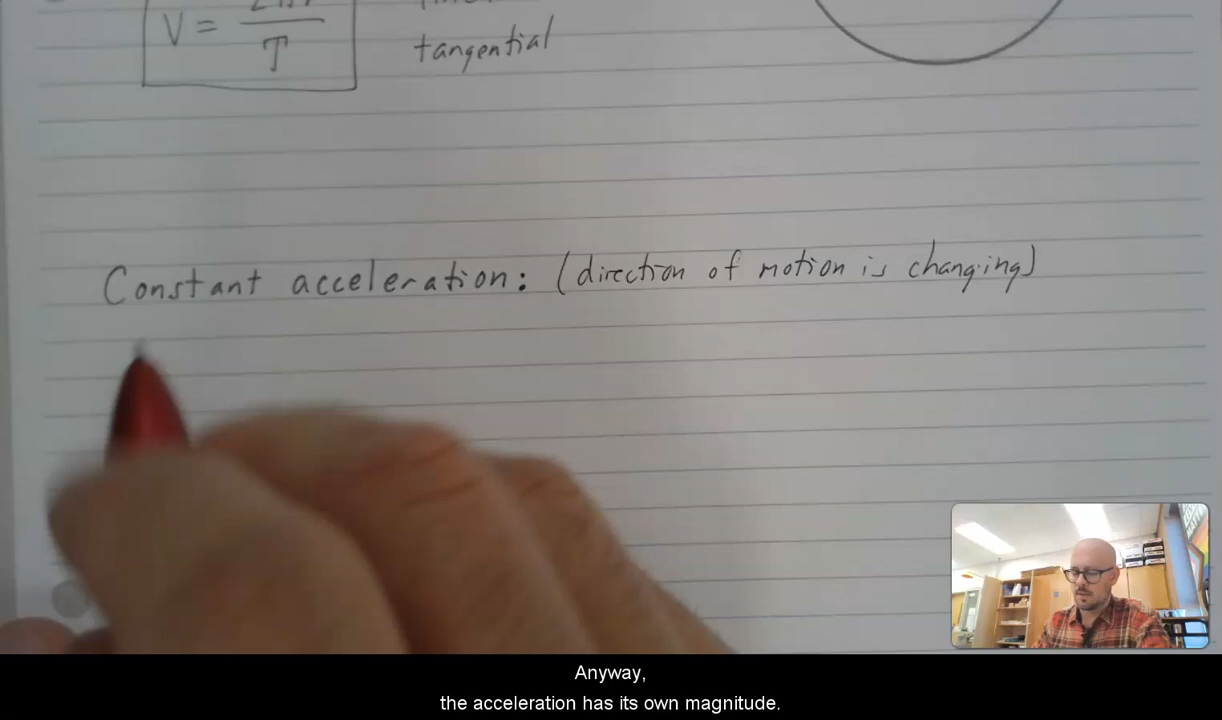 V = / T
tangential
Constant acceleration: (direction of motion is changing)
Anyway,
the acceleration has its own magnitude.